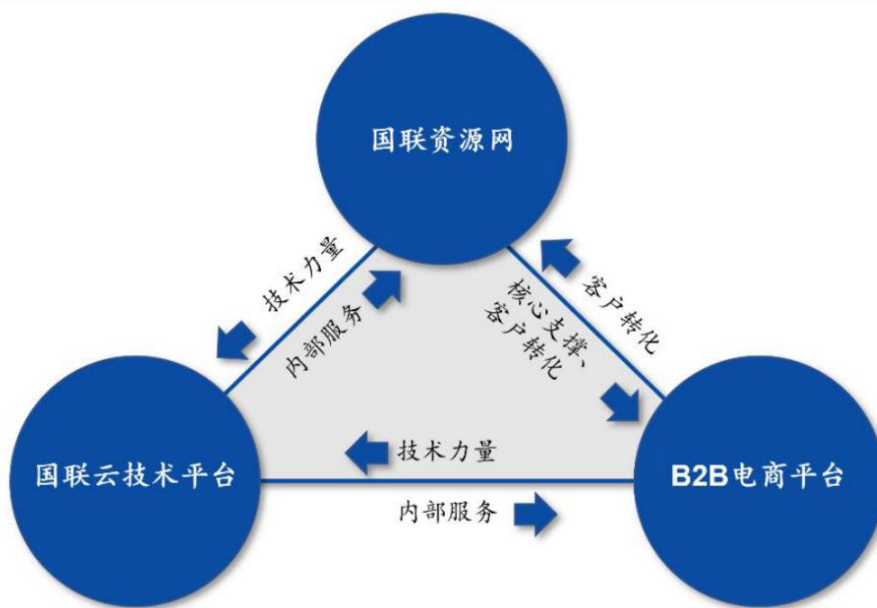 国联资源网
技术力量
内部服务
客户转化
核心支撑、
客户转化
国联云技术平台
技术力量
内部服务
B2B电商平台